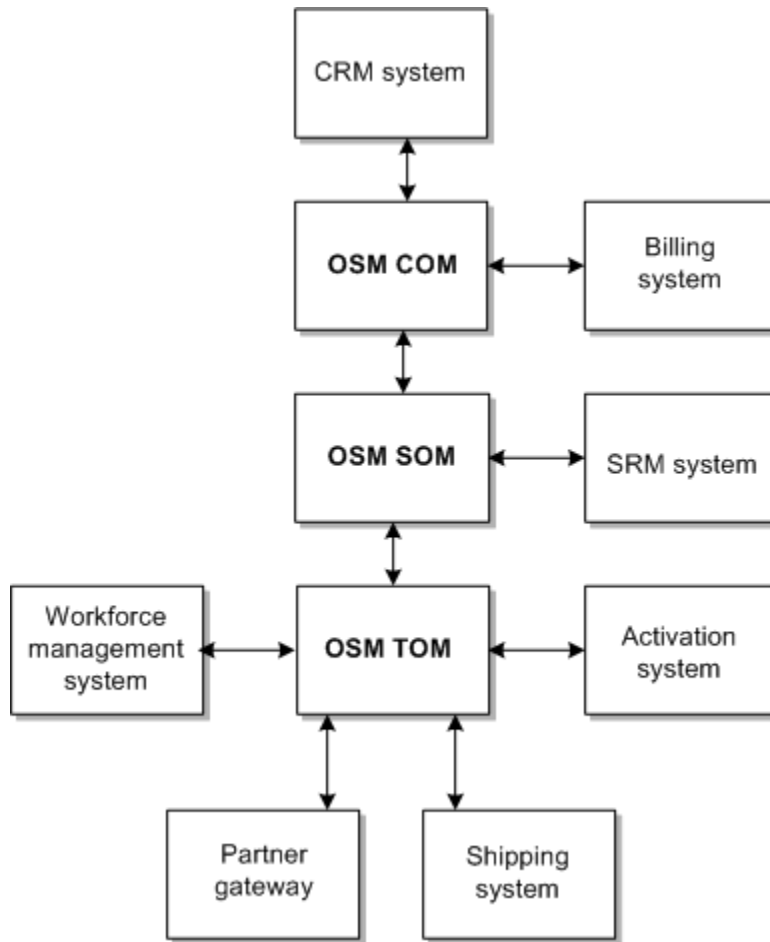 CRM system
OSM COM
Billing
system
OSM SOM
SRM system
Workforce
management
system
OSM TOM
Activation
system
Partner
gateway
Shipping
system